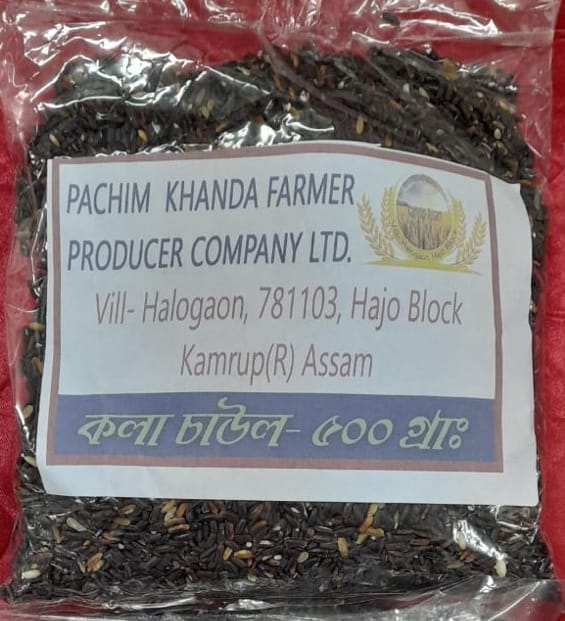 PACHIM KHANDA FARMER
PRODUCER COMPANY LTD.
Vill- Halogaon, 781103, Hajo Block
Kamrup(R) Assam
কলা চাউল- ৫০০ গ্ৰাঃ